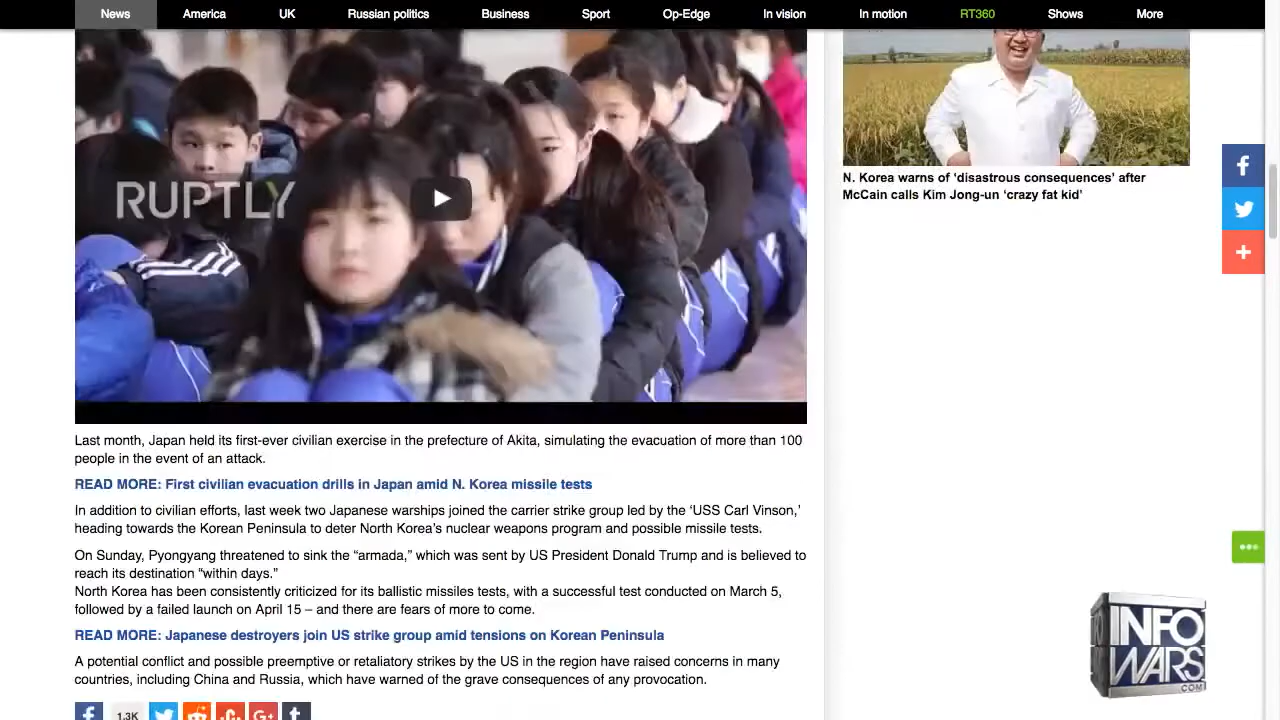 News America UK Russian politics Business Sport Op-Edge In vision In motion RT360 Shows More
RUPTLY
N. Korea warns of ‘disastrous consequences’ after
McCain calls Kim Jong-un ‘crazy fat kid’
Last month, Japan held its first-ever civilian exercise in the prefecture of Akita, simulating the evacuation of more than 100
people in the event of an attack.
READ MORE: First civilian evacuation drills in Japan amid N. Korea missile tests
In addition to civilian efforts, last week two Japanese warships joined the carrier strike group led by the ‘USS Carl Vinson,’
heading towards the Korean Peninsula to deter North Korea’s nuclear weapons program and possible missile tests.
On Sunday, Pyongyang threatened to sink the “armada,” which was sent by US President Donald Trump and is believed to
reach its destination “within days.”
North Korea has been consistently criticized for its ballistic missiles tests, with a successful test conducted on March 5,
followed by a failed launch on April 15 – and there are fears of more to come.
READ MORE: Japanese destroyers join US strike group amid tensions on Korean Peninsula
A potential conflict and possible preemptive or retaliatory strikes by the US in the region have raised concerns in many
countries, including China and Russia, which have warned of the grave consequences of any provocation.
1.3K
INFO
WARS
.COM